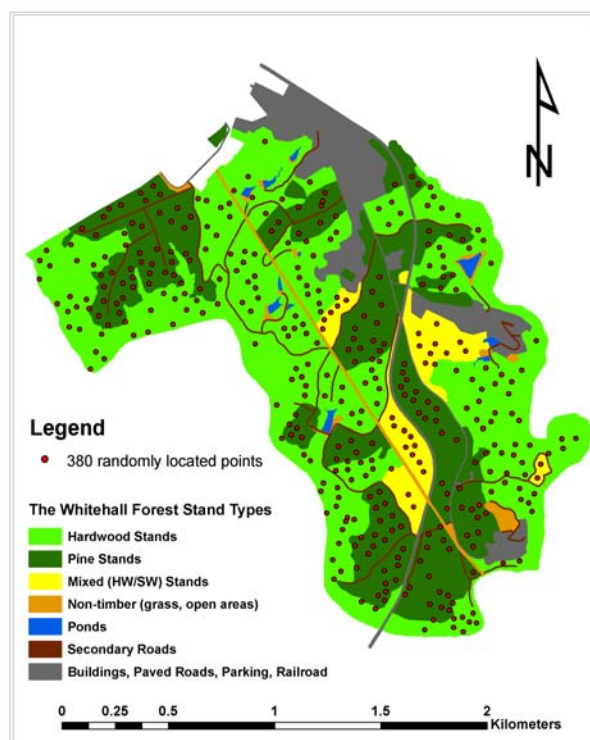 N
Legend
380 randomly located points
The Whitehall Forest Stand Types
Hardwood Stands
Pine Stands
Mixed (HW/SW) Stands
Non-timber (grass, open areas)
Ponds
Secondary Roads
Buildings, Paved Roads, Parking, Railroad
0 0.25 0.5 1 1.5 2
Kilometers